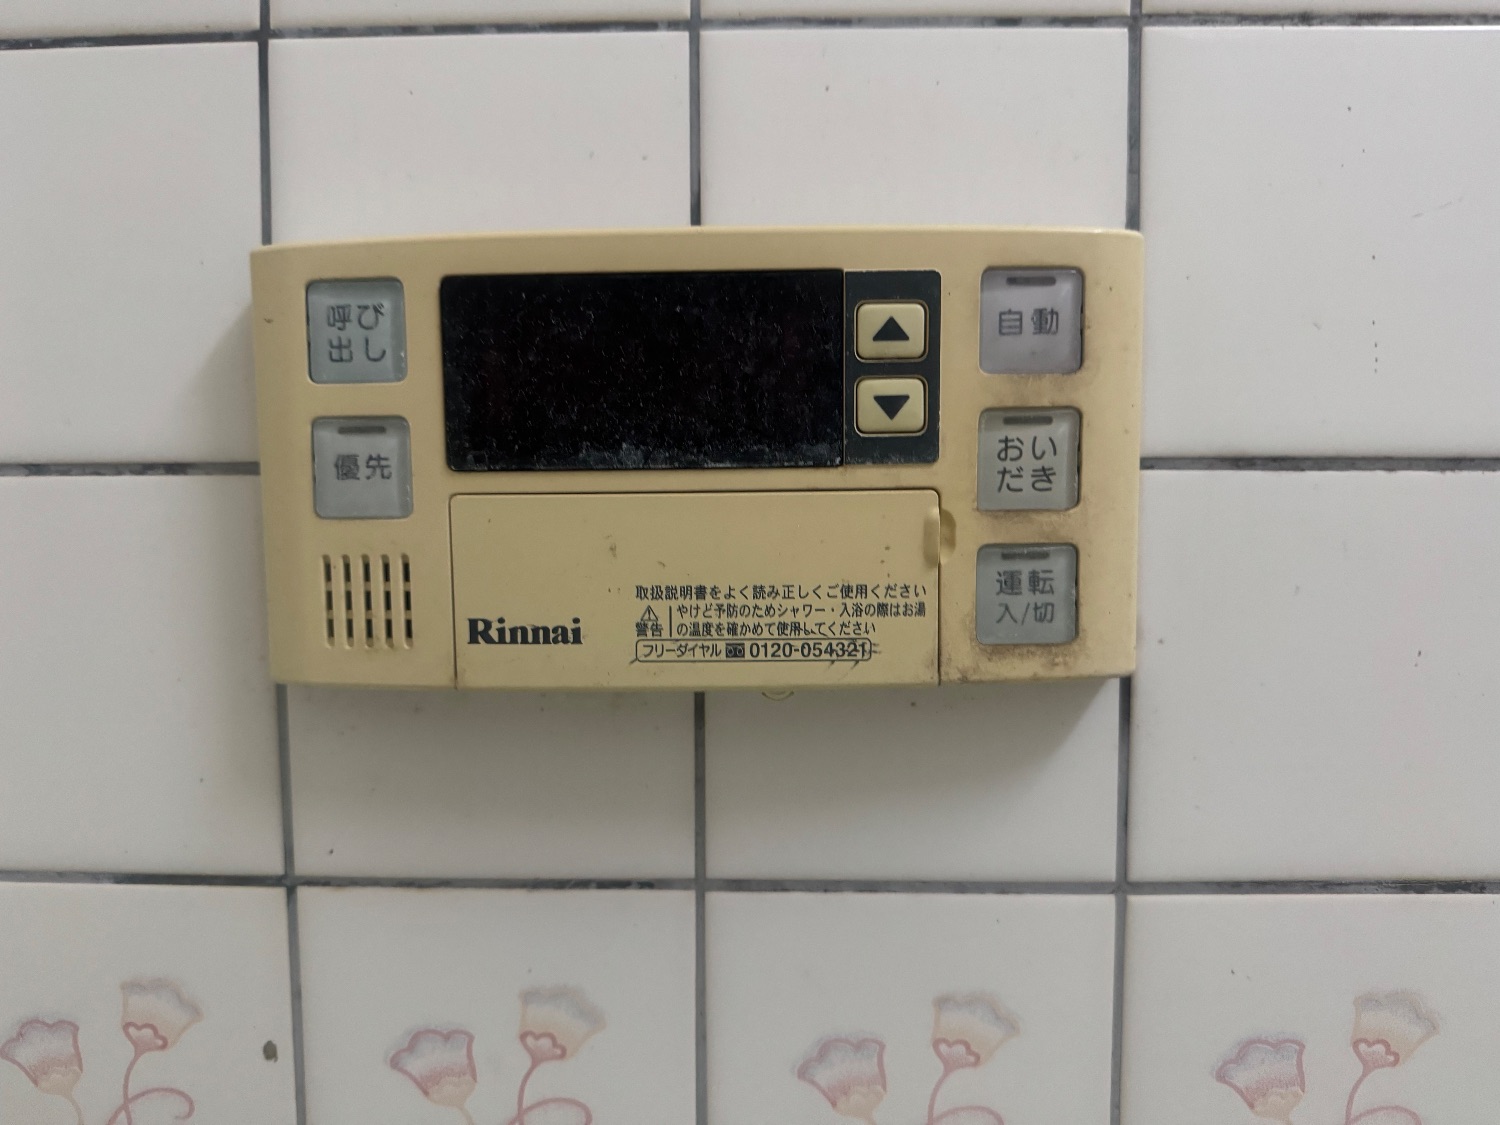 呼び
出し
優先
▲
▼
自動
おい
だき
運転
入/切
取扱説明書をよく読み正しくご使用ください
警告
やけど予防のためシャワー・入浴の際はお湯
の温度を確かめて使用してください
フリーダイヤル 0120-054321
Rinnai